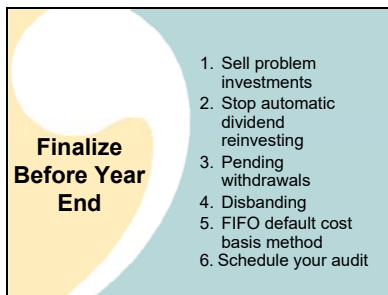 Finalize
Before Year
End
1. Sell problem
investments
2. Stop automatic
dividend
reinvesting
3. Pending
withdrawals
4. Disbanding
5. FIFO default cost
basis method
6. Schedule your audit